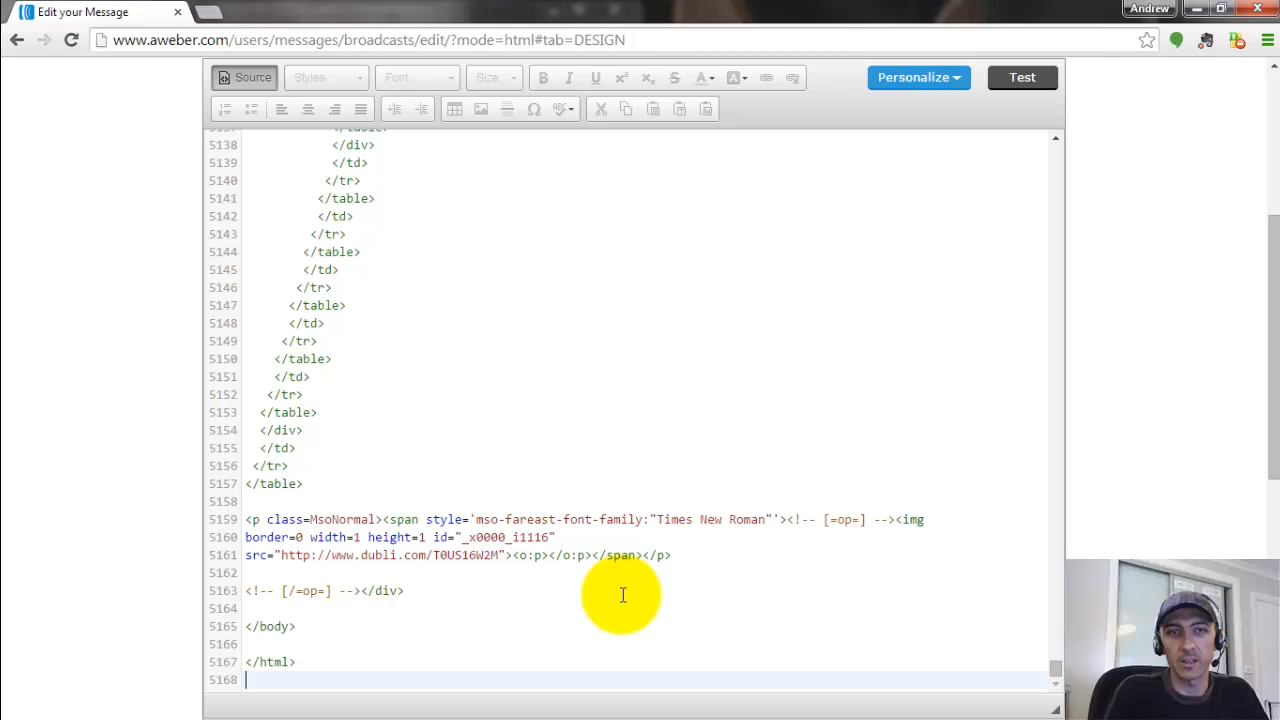 Edit your Message
Andrew
www.aweber.com/users/messages/broadcasts/edit/?mode=html#tab=DESIGN
Source Styles Font Size B I U S A A Personalize Test
5138 </div>
5139 </td>
5140 </tr>
5141 </table>
5142 </td>
5143 </tr>
5144 </table>
5145 </td>
5146 </tr>
5147 </table>
5148 </td>
5149 </tr>
5150 </table>
5151 </td>
5152 </tr>
5153 </table>
5154 </div>
5155 </td>
5156 </tr>
5157 </table>
5158
5159 <p class=MsoNormal><span style='mso-fareast-font-family:"Times New Roman"'><!-- [=op=] --><img
5160 border=0 width=1 height=1 id="_x0000_i1116"
5161 src="http://www.dubli.com/T0US16W2M"><o:p></o:p></span></p>
5162
5163 <!-- [/=op=] --></div>
5164
5165 </body>
5166
5167 </html>
5168